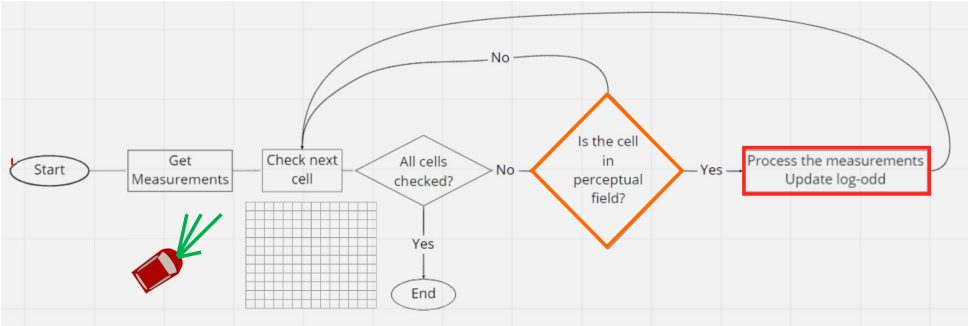 No
Start
Get
Measurements
Check next
cell
All cells
checked?
No
Is the cell
in
perceptual
field?
Yes
Process the measurements
Update log-odd
Yes
End